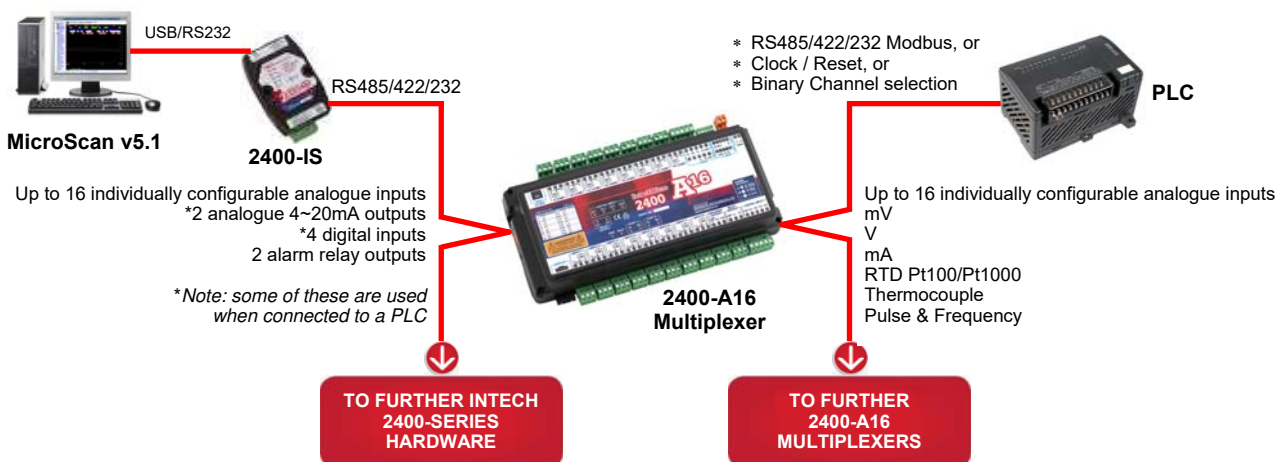 USB/RS232
MicroScan v5.1
2400-IS
RS485/422/232
* RS485/422/232 Modbus, or
* Clock / Reset, or
* Binary Channel selection
PLC
Up to 16 individually configurable analogue inputs
*2 analogue 4~20mA outputs
*4 digital inputs
2 alarm relay outputs
*Note: some of these are used
when connected to a PLC
2400
A16
2400-A16
Multiplexer
Up to 16 individually configurable analogue inputs
mV
V
mA
RTD Pt100/Pt1000
Thermocouple
Pulse & Frequency
TO FURTHER INTECH
2400-SERIES
HARDWARE
TO FURTHER
2400-A16
MULTIPLEXERS